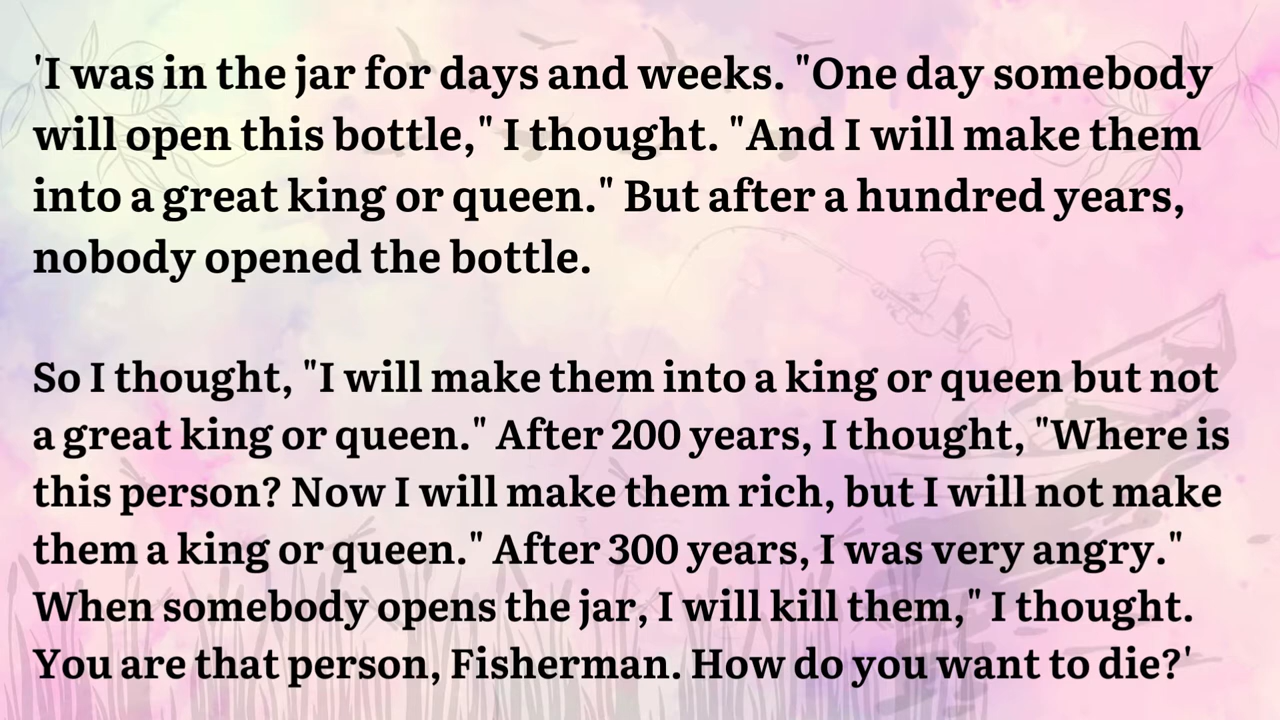 'I was in the jar for days and weeks. "One day somebody
will open this bottle," I thought. "And I will make them
into a great king or queen." But after a hundred years,
nobody opened the bottle.
So I thought, "I will make them into a king or queen but not
a great king or queen." After 200 years, I thought, "Where is
this person? Now I will make them rich, but I will not make
them a king or queen." After 300 years, I was very angry."
When somebody opens the jar, I will kill them," I thought.
You are that person, Fisherman. How do you want to die?'